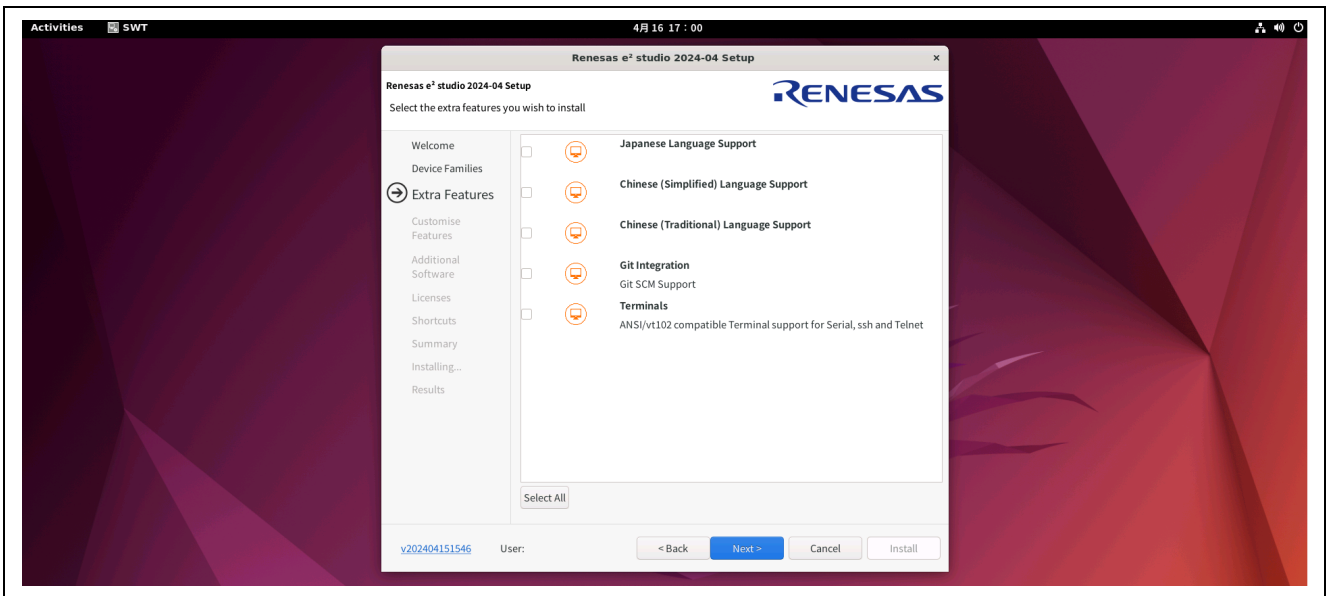 Activities SWT 4月 16 17：00
Renesas e² studio 2024-04 Setup ×
Renesas e² studio 2024-04 Setup
Select the extra features you wish to install
RENESAS
Welcome
Device Families
Extra Features
Customise
Features
Additional
Software
Licenses
Shortcuts
Summary
Installing...
Results
Japanese Language Support
Chinese (Simplified) Language Support
Chinese (Traditional) Language Support
Git Integration
Git SCM Support
Terminals
ANSI/vt102 compatible Terminal support for Serial, ssh and Telnet
Select All
v202404151546 User: < Back Next > Cancel Install